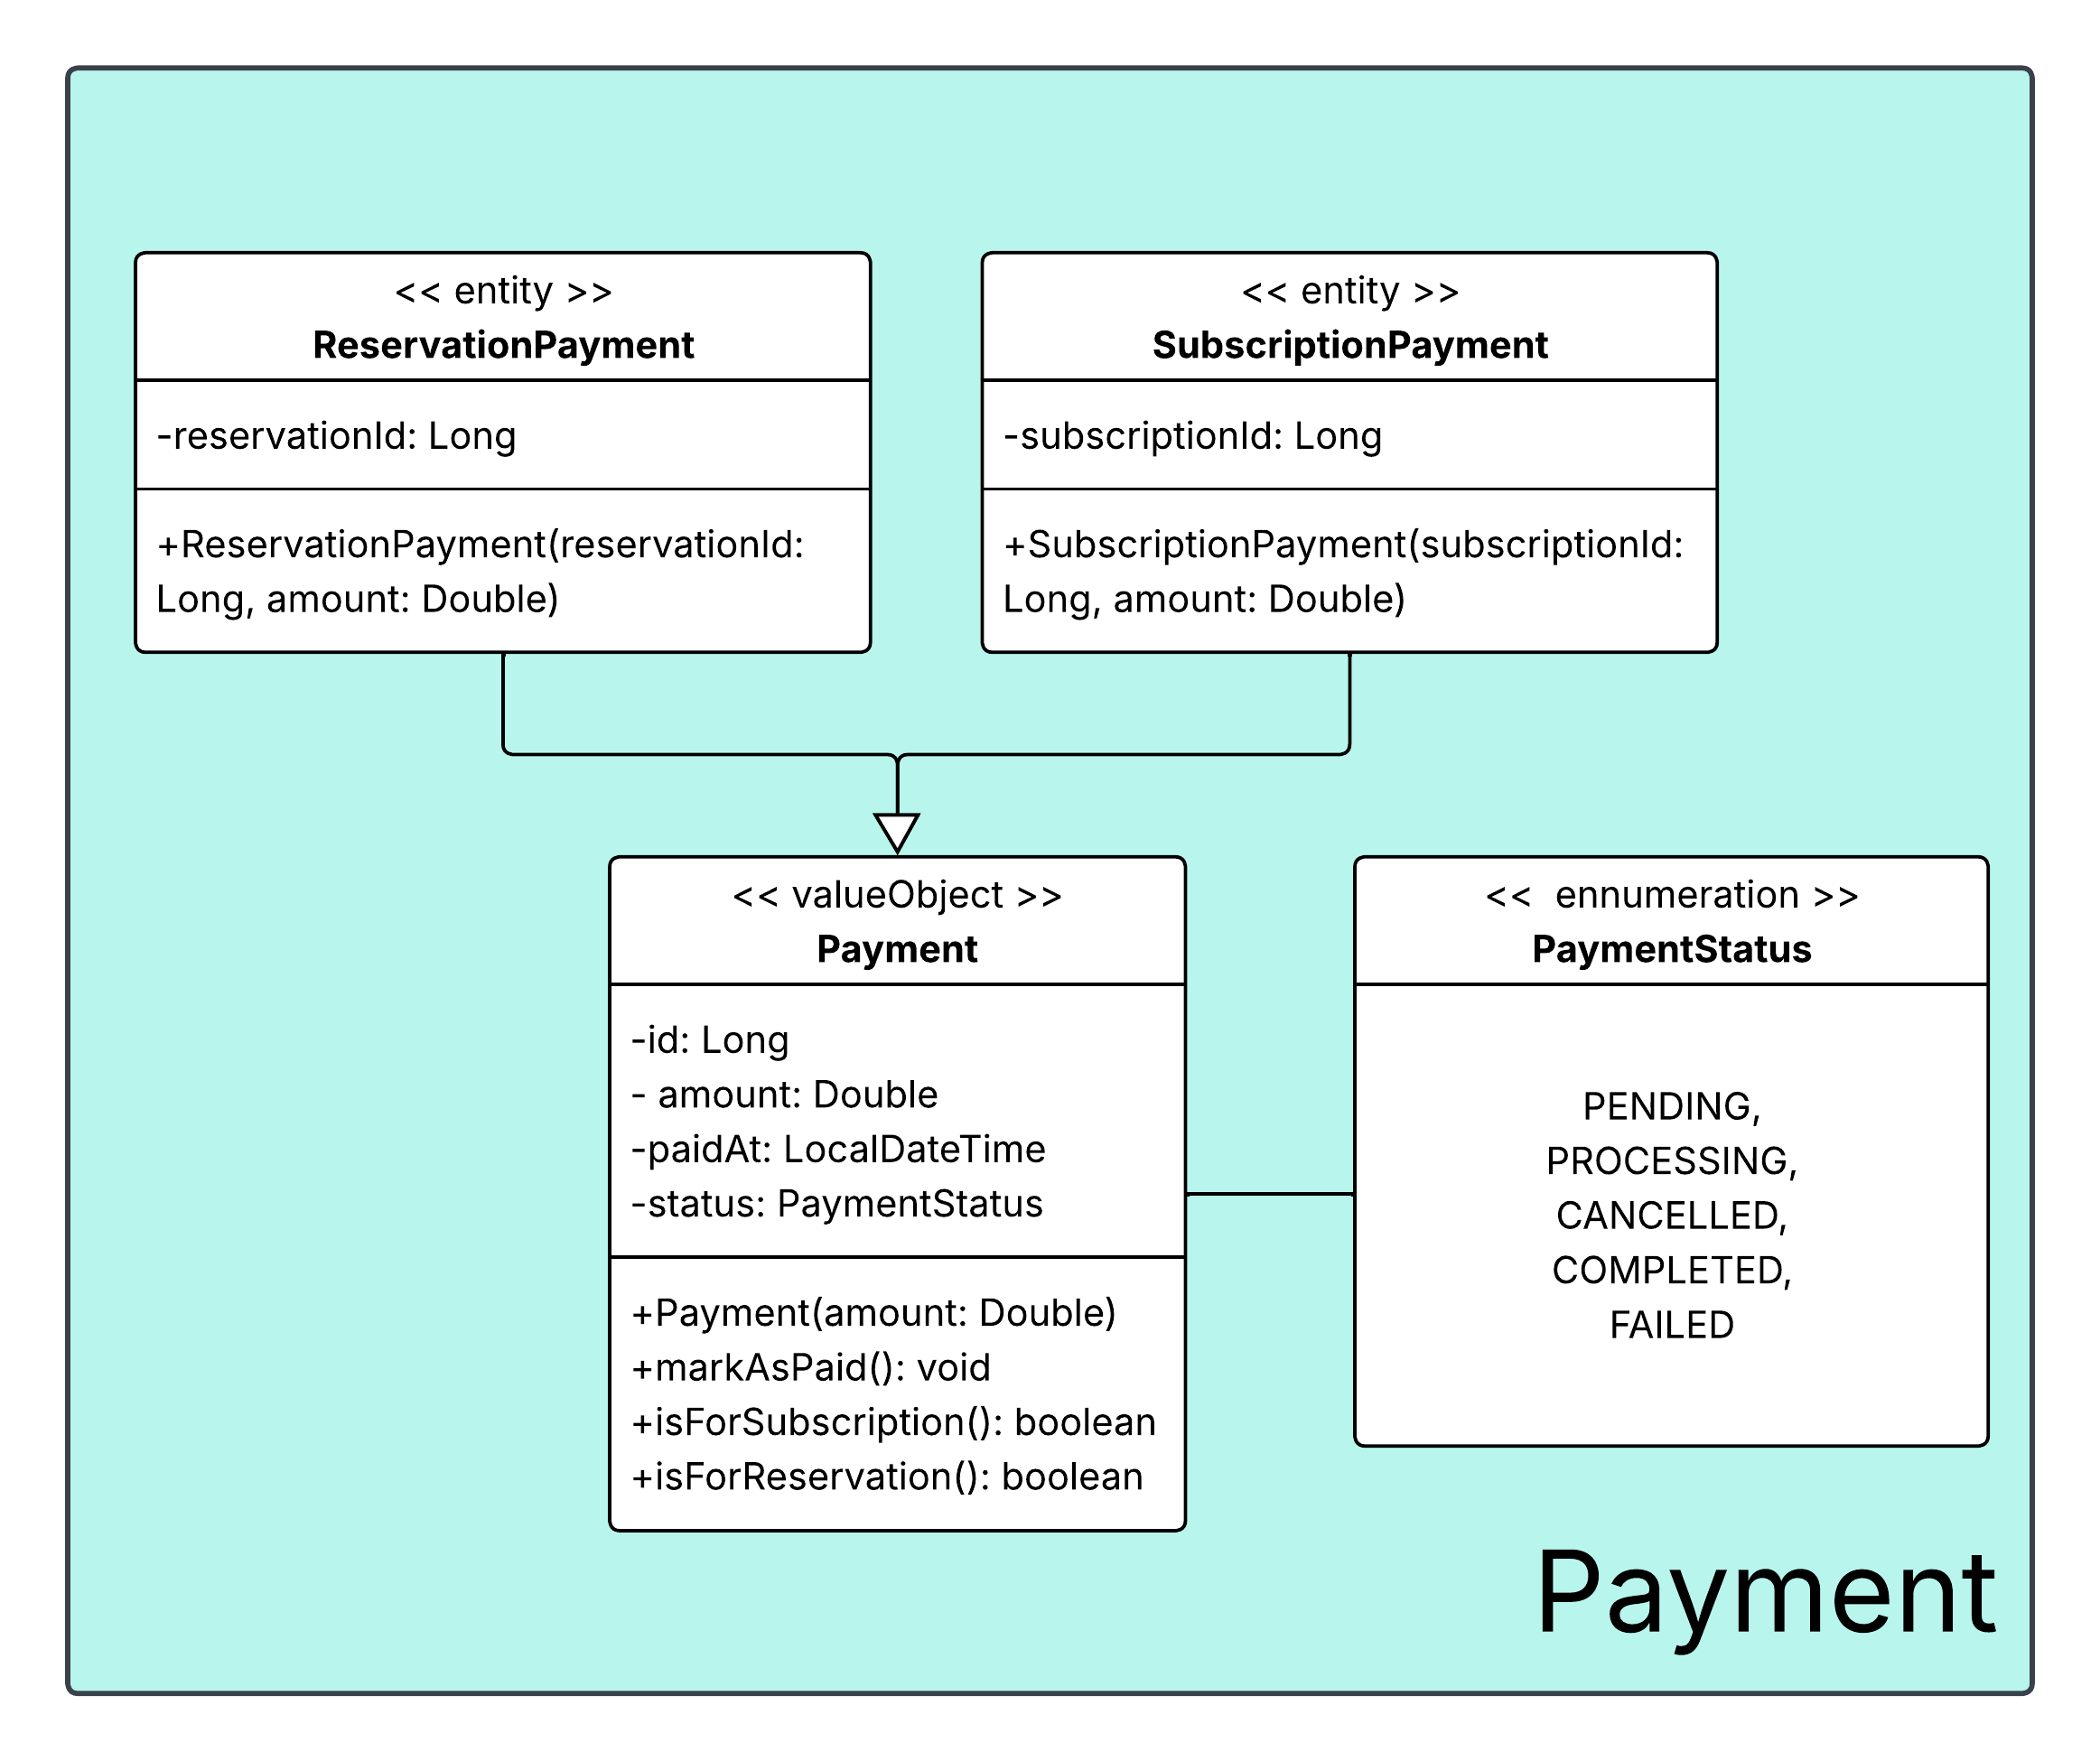 << entity >>
ReservationPayment
-reservationId: Long
+ReservationPayment(reservationId:
Long, amount: Double)
<< entity >>
SubscriptionPayment
-subscriptionId: Long
+SubscriptionPayment(subscriptionId:
Long, amount: Double)
<< valueObject >>
Payment
-id: Long
- amount: Double
-paidAt: LocalDateTime
-status: PaymentStatus
+Payment(amount: Double)
+markAsPaid(): void
+isForSubscription(): boolean
+isForReservation(): boolean
<<  ennumeration >>
PaymentStatus
PENDING,
PROCESSING,
CANCELLED,
COMPLETED,
FAILED
Payment